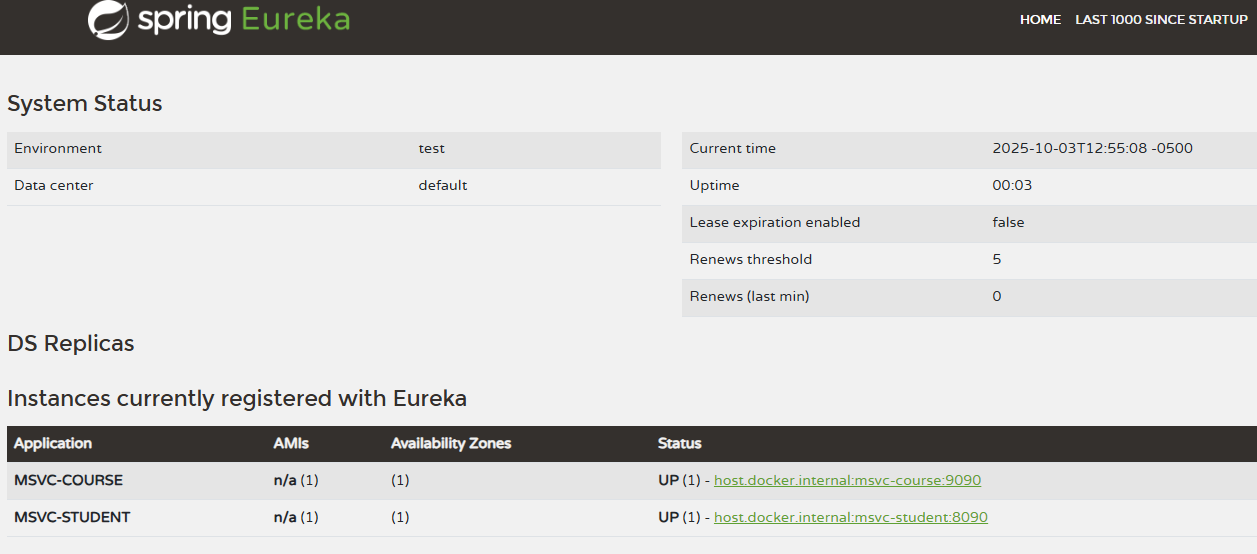 spring Eureka
HOME LAST 1000 SINCE STARTUP
System Status
Environment test
Data center default
Current time 2025-10-03T12:55:08 -0500
Uptime 00:03
Lease expiration enabled false
Renews threshold 5
Renews (last min) 0
DS Replicas
Instances currently registered with Eureka
Application AMIs Availability Zones Status
MSVC-COURSE n/a (1) (1) UP (1) - host.docker.internal:msvc-course:9090
MSVC-STUDENT n/a (1) (1) UP (1) - host.docker.internal:msvc-student:8090